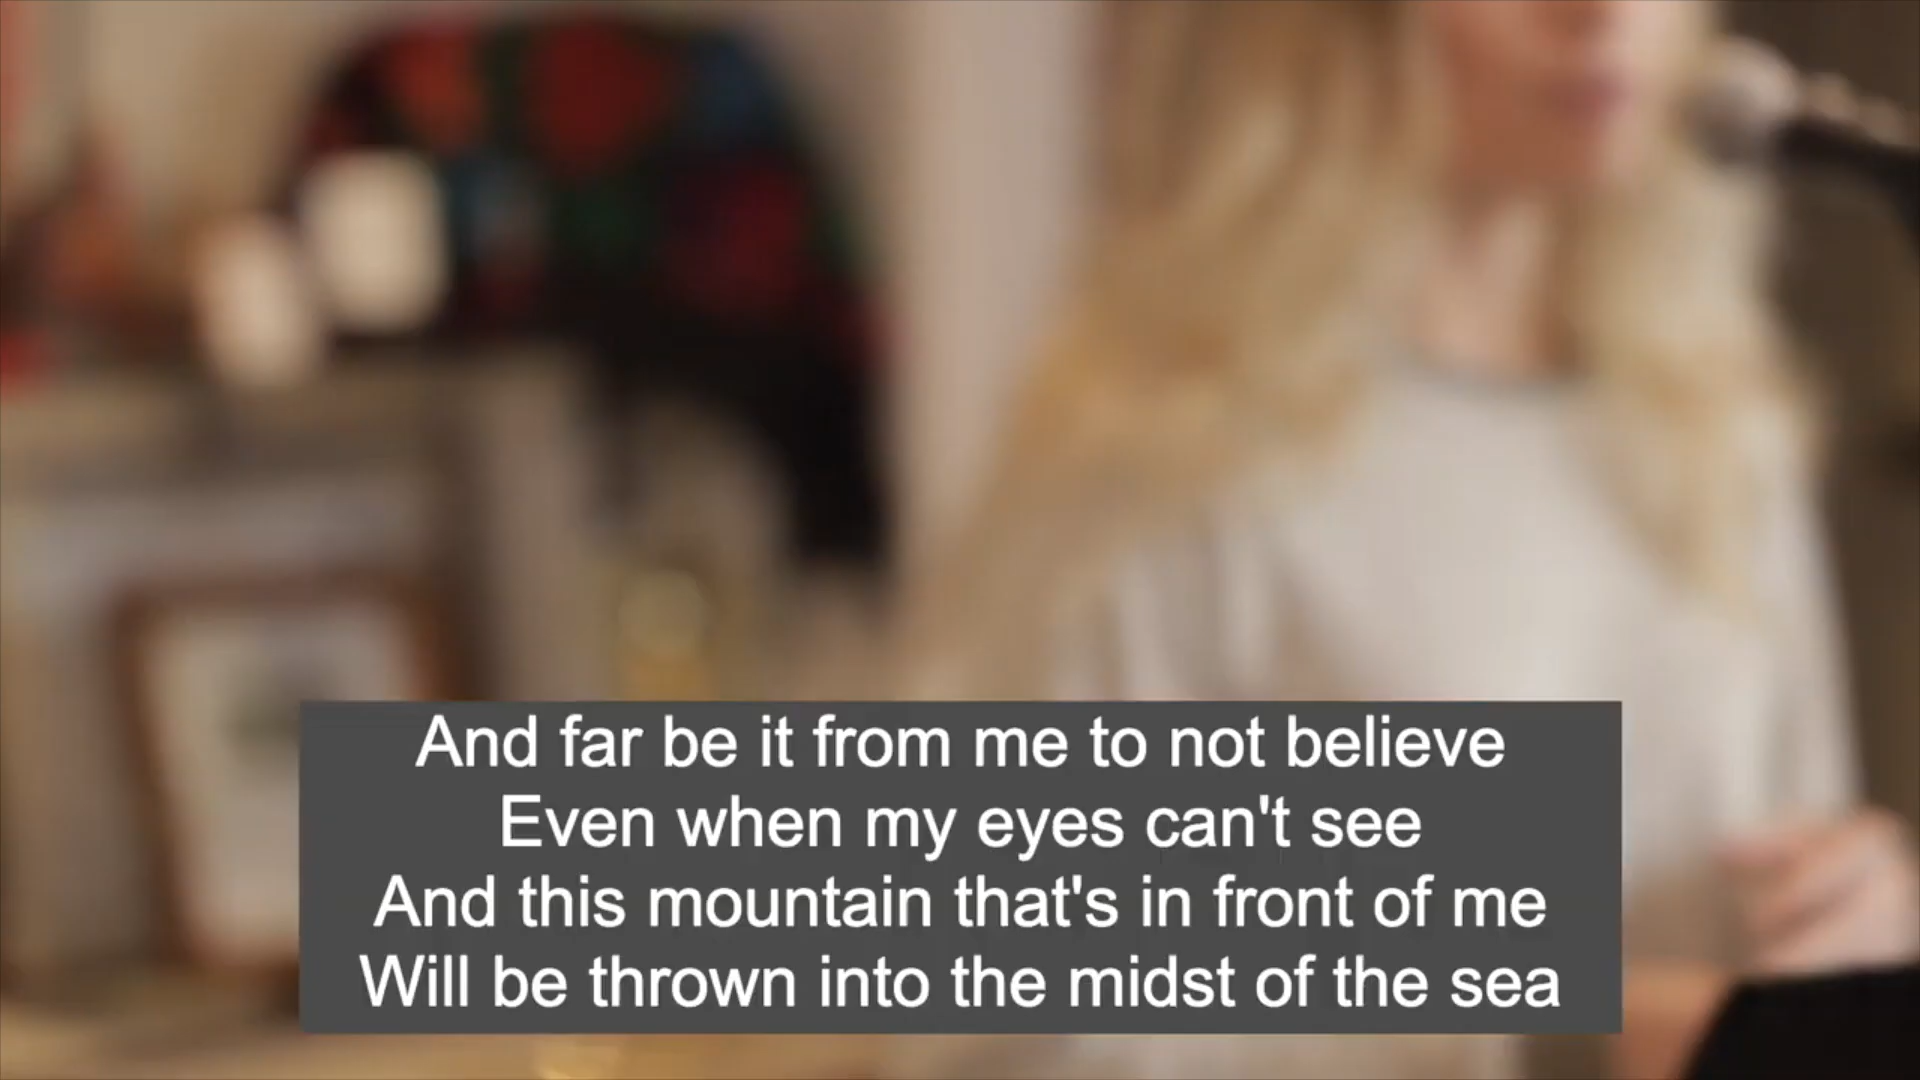 And far be it from me to not believe
Even when my eyes can't see
And this mountain that's in front of me
Will be thrown into the midst of the sea